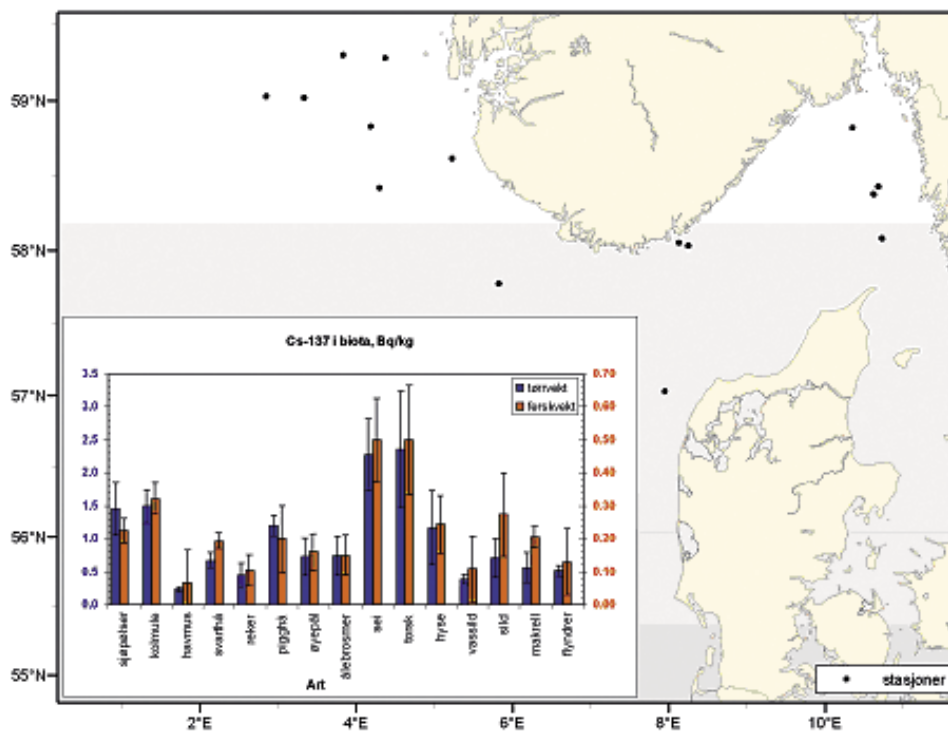 59°N
58°N
57°N
56°N
55°N
Cs-137 i biota, Bq/kg
3.5
3.0
2.5
2.0
1.5
1.0
0.5
0.0
0.70
0.60
0.50
0.40
0.30
0.20
0.10
0.00
tørrvekt
ferskvekt
sjøpølser
kolmule
havmus
svarthå
reker
pigghå
øyepål
ålebrosmer
sei
torsk
hyse
vassild
sild
makrell
flyndrer
Art
stasjoner
2°E
4°E
6°E
8°E
10°E